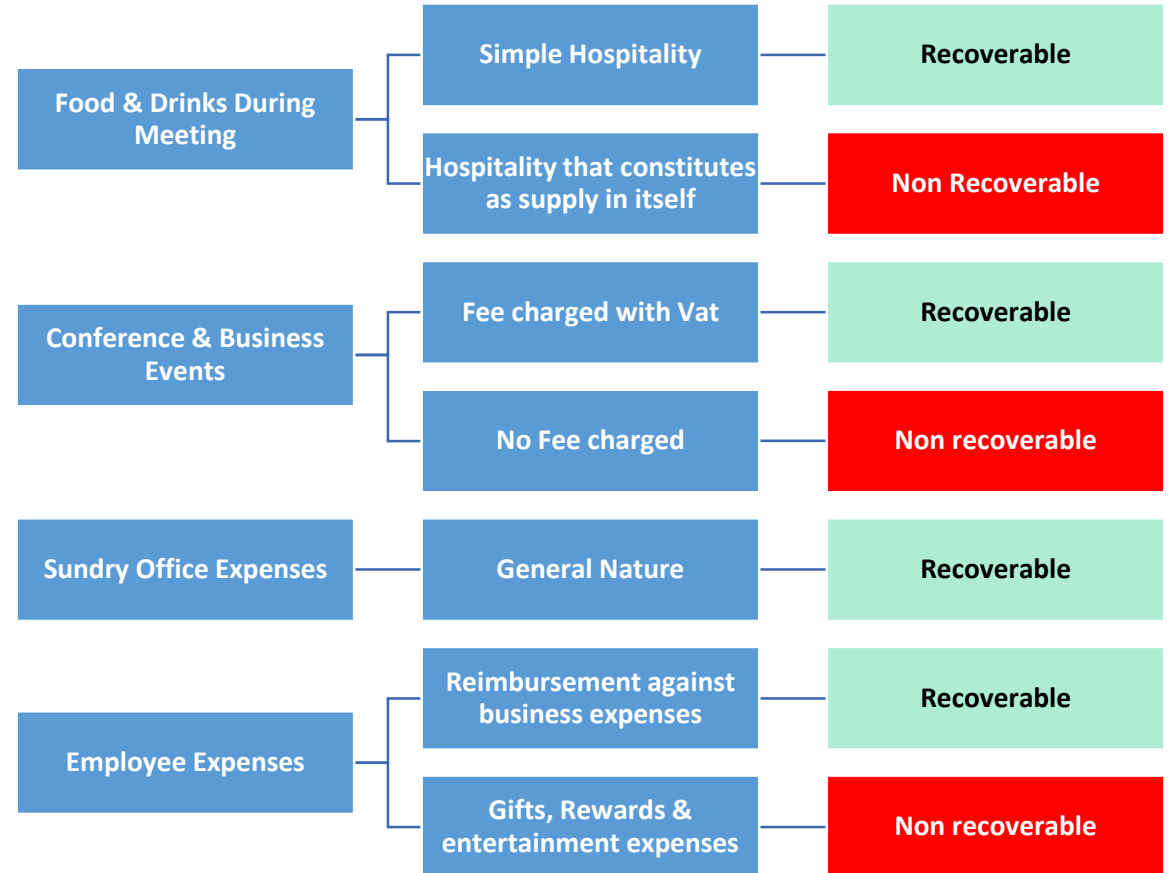 Food & Drinks During
Meeting
Simple Hospitality
Recoverable
Hospitality that constitutes
as supply in itself
Non Recoverable
Conference & Business
Events
Fee charged with Vat
Recoverable
No Fee charged
Non recoverable
Sundry Office Expenses
General Nature
Recoverable
Employee Expenses
Reimbursement against
business expenses
Recoverable
Gifts, Rewards &
entertainment expenses
Non recoverable